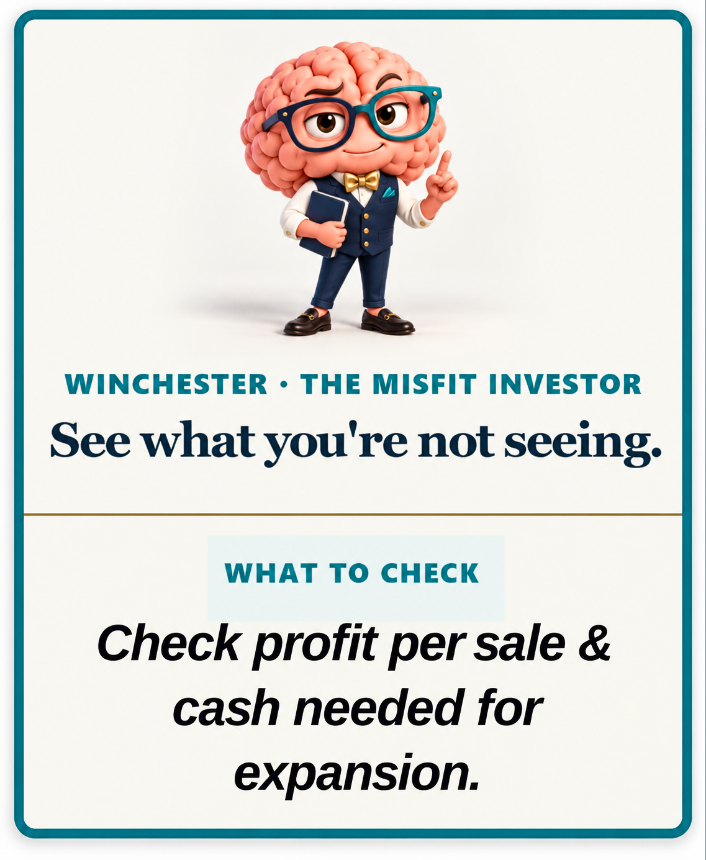 WINCHESTER • THE MISFIT INVESTOR
See what you're not seeing.
WHAT TO CHECK
Check profit per sale &
cash needed for
expansion.